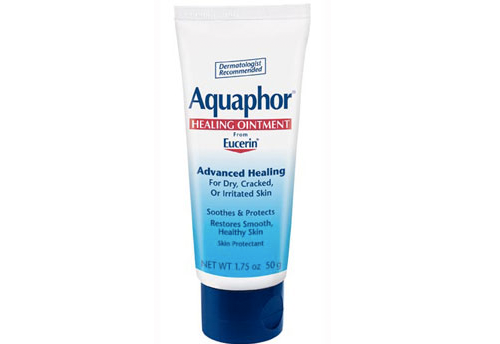 Dermatologist
Recommended
Aquaphor
HEALING OINTMENT
From
Eucerin®
Advanced Healing
For Dry, Cracked,
Or Irritated Skin
Soothes & Protects
Restores Smooth,
Healthy Skin
Skin Protectant
NET WT 1.75 oz 50 g